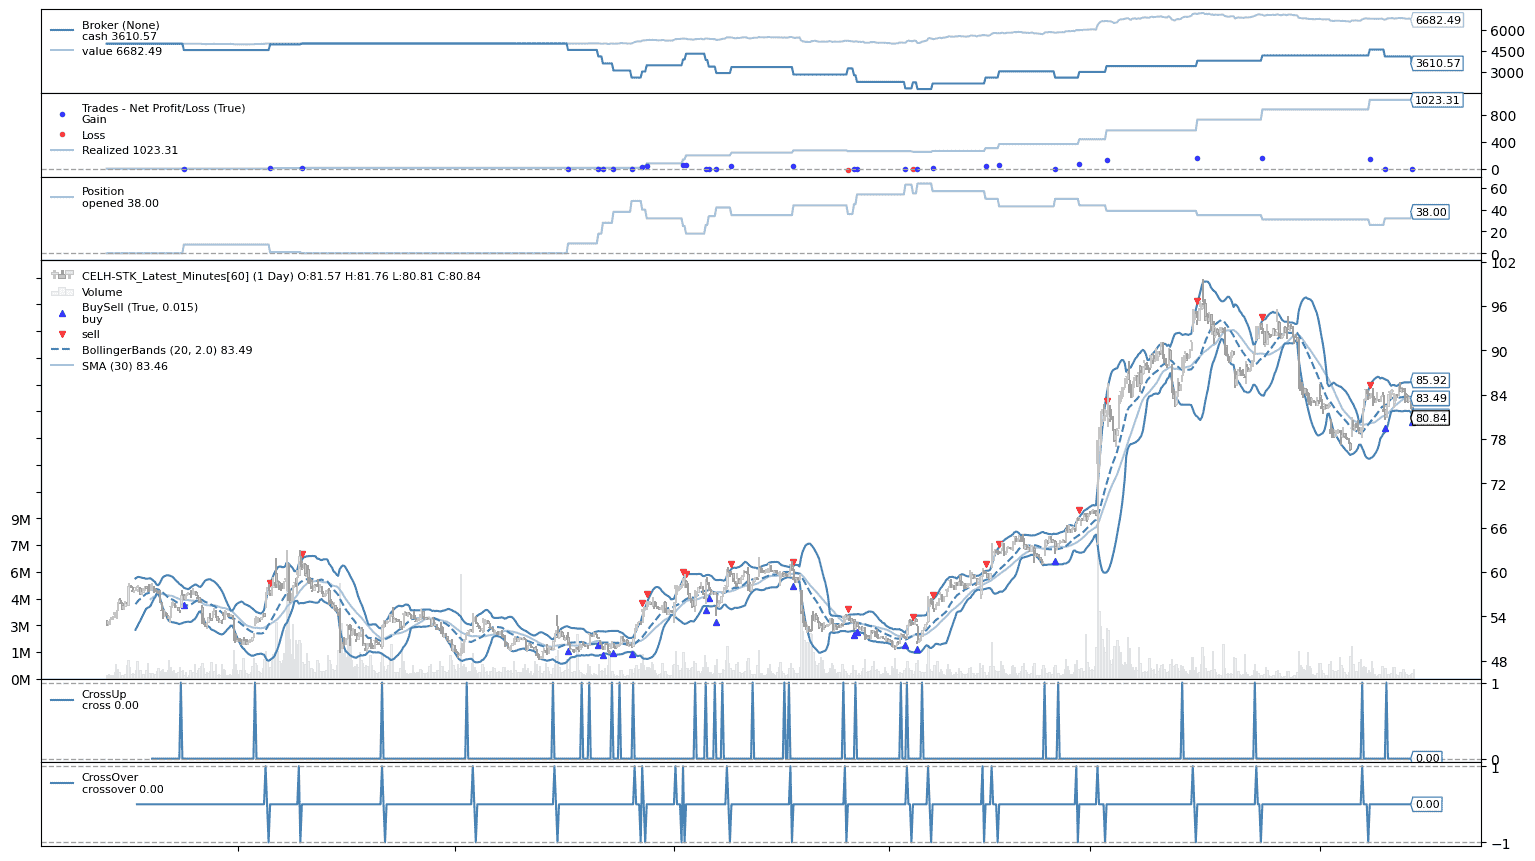 Broker (None)
cash 3610.57
value 6682.49
6682.49
6000
4500
3610.57
3000
Trades - Net Profit/Loss (True)
Gain
Loss
Realized 1023.31
1023.31
800
400
0
Position
opened 38.00
60
40
38.00
20
0
CELH-STK_Latest_Minutes[60] (1 Day) O:81.57 H:81.76 L:80.81 C:80.84
Volume
BuySell (True, 0.015)
buy
sell
BollingerBands (20, 2.0) 83.49
SMA (30) 83.46
102
96
90
85.92
84
83.49
80.84
78
72
66
60
54
48
9M
7M
6M
4M
3M
1M
0M
CrossUp
cross 0.00
1
0
0.00
CrossOver
crossover 0.00
1
0.00
−1